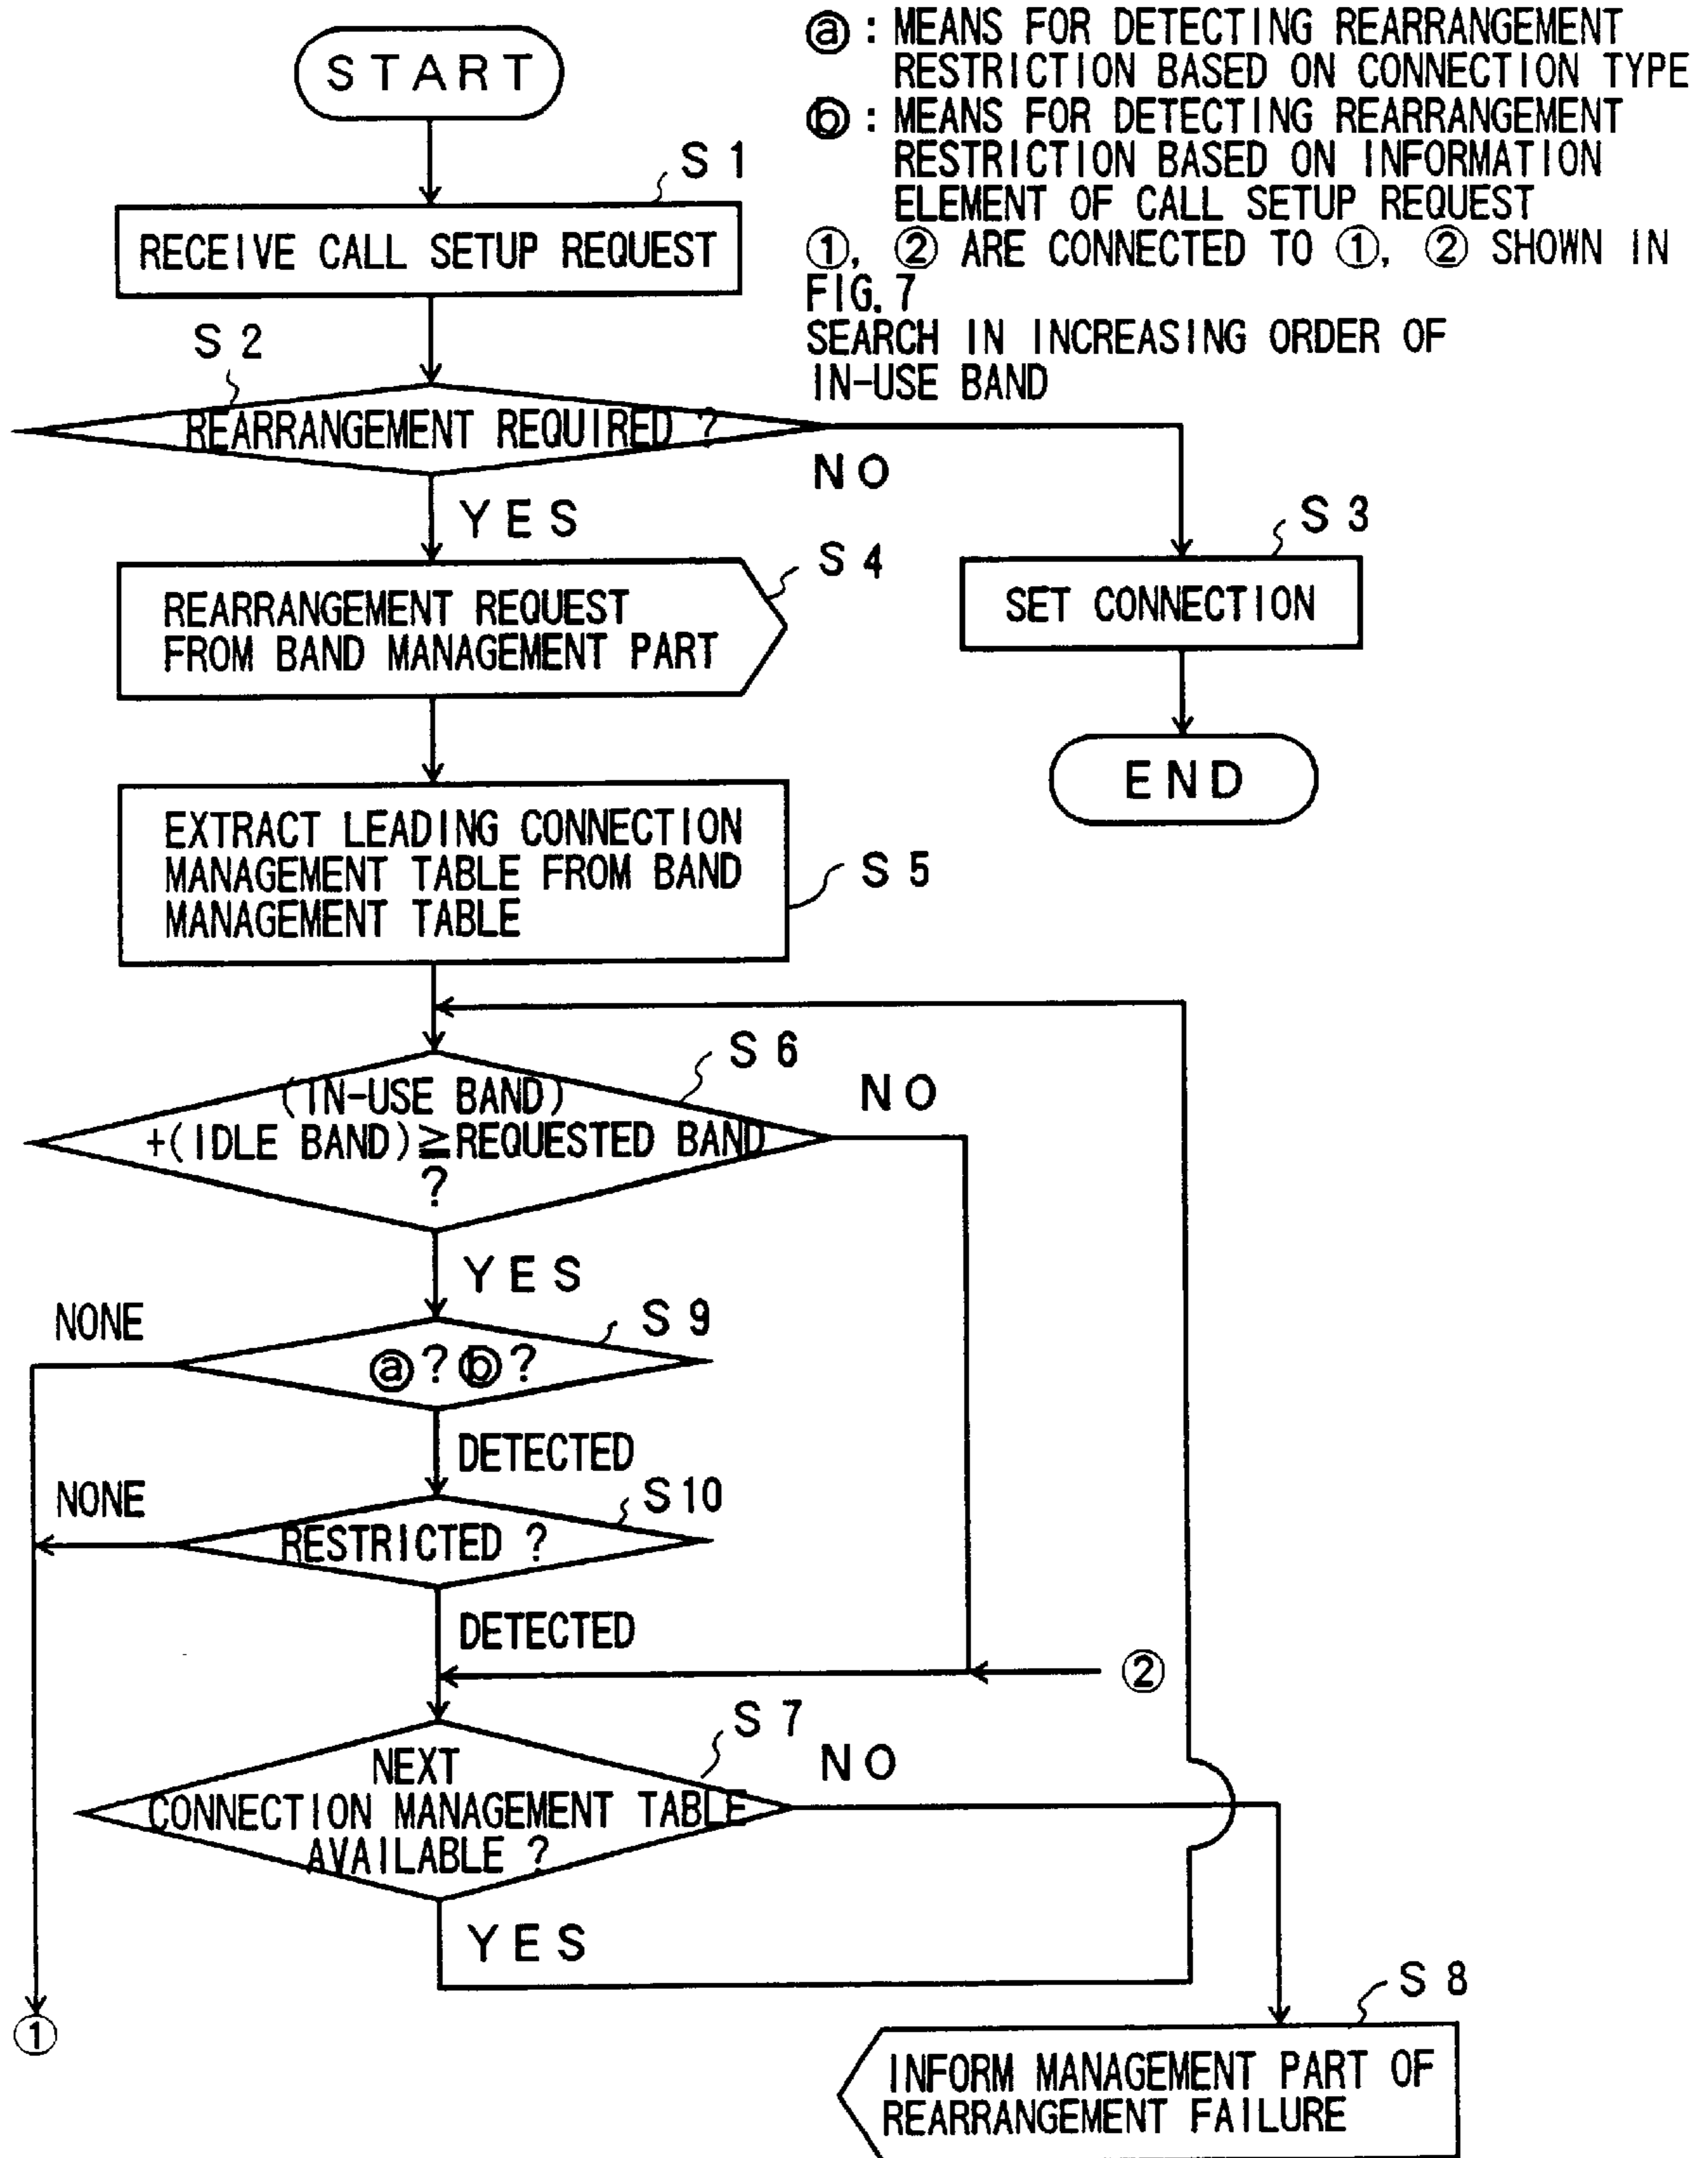 START
ⓐ : MEANS FOR DETECTING REARRANGEMENT
RESTRICTION BASED ON CONNECTION TYPE
ⓑ : MEANS FOR DETECTING REARRANGEMENT
RESTRICTION BASED ON INFORMATION
ELEMENT OF CALL SETUP REQUEST
①, ② ARE CONNECTED TO ①, ② SHOWN IN
FIG. 7
SEARCH IN INCREASING ORDER OF
IN-USE BAND
S1
RECEIVE CALL SETUP REQUEST
S2
REARRANGEMENT REQUIRED ?
NO
YES
S3
SET CONNECTION
END
S4
REARRANGEMENT REQUEST
FROM BAND MANAGEMENT PART
S5
EXTRACT LEADING CONNECTION
MANAGEMENT TABLE FROM BAND
MANAGEMENT TABLE
S6
(IN-USE BAND)
+(IDLE BAND)≧REQUESTED BAND
?
NO
YES
S9
NONE
ⓐ?ⓑ?
DETECTED
S10
NONE
RESTRICTED ?
DETECTED
②
S7
NEXT
CONNECTION MANAGEMENT TABLE
AVAILABLE ?
NO
YES
①
S8
INFORM MANAGEMENT PART OF
REARRANGEMENT FAILURE